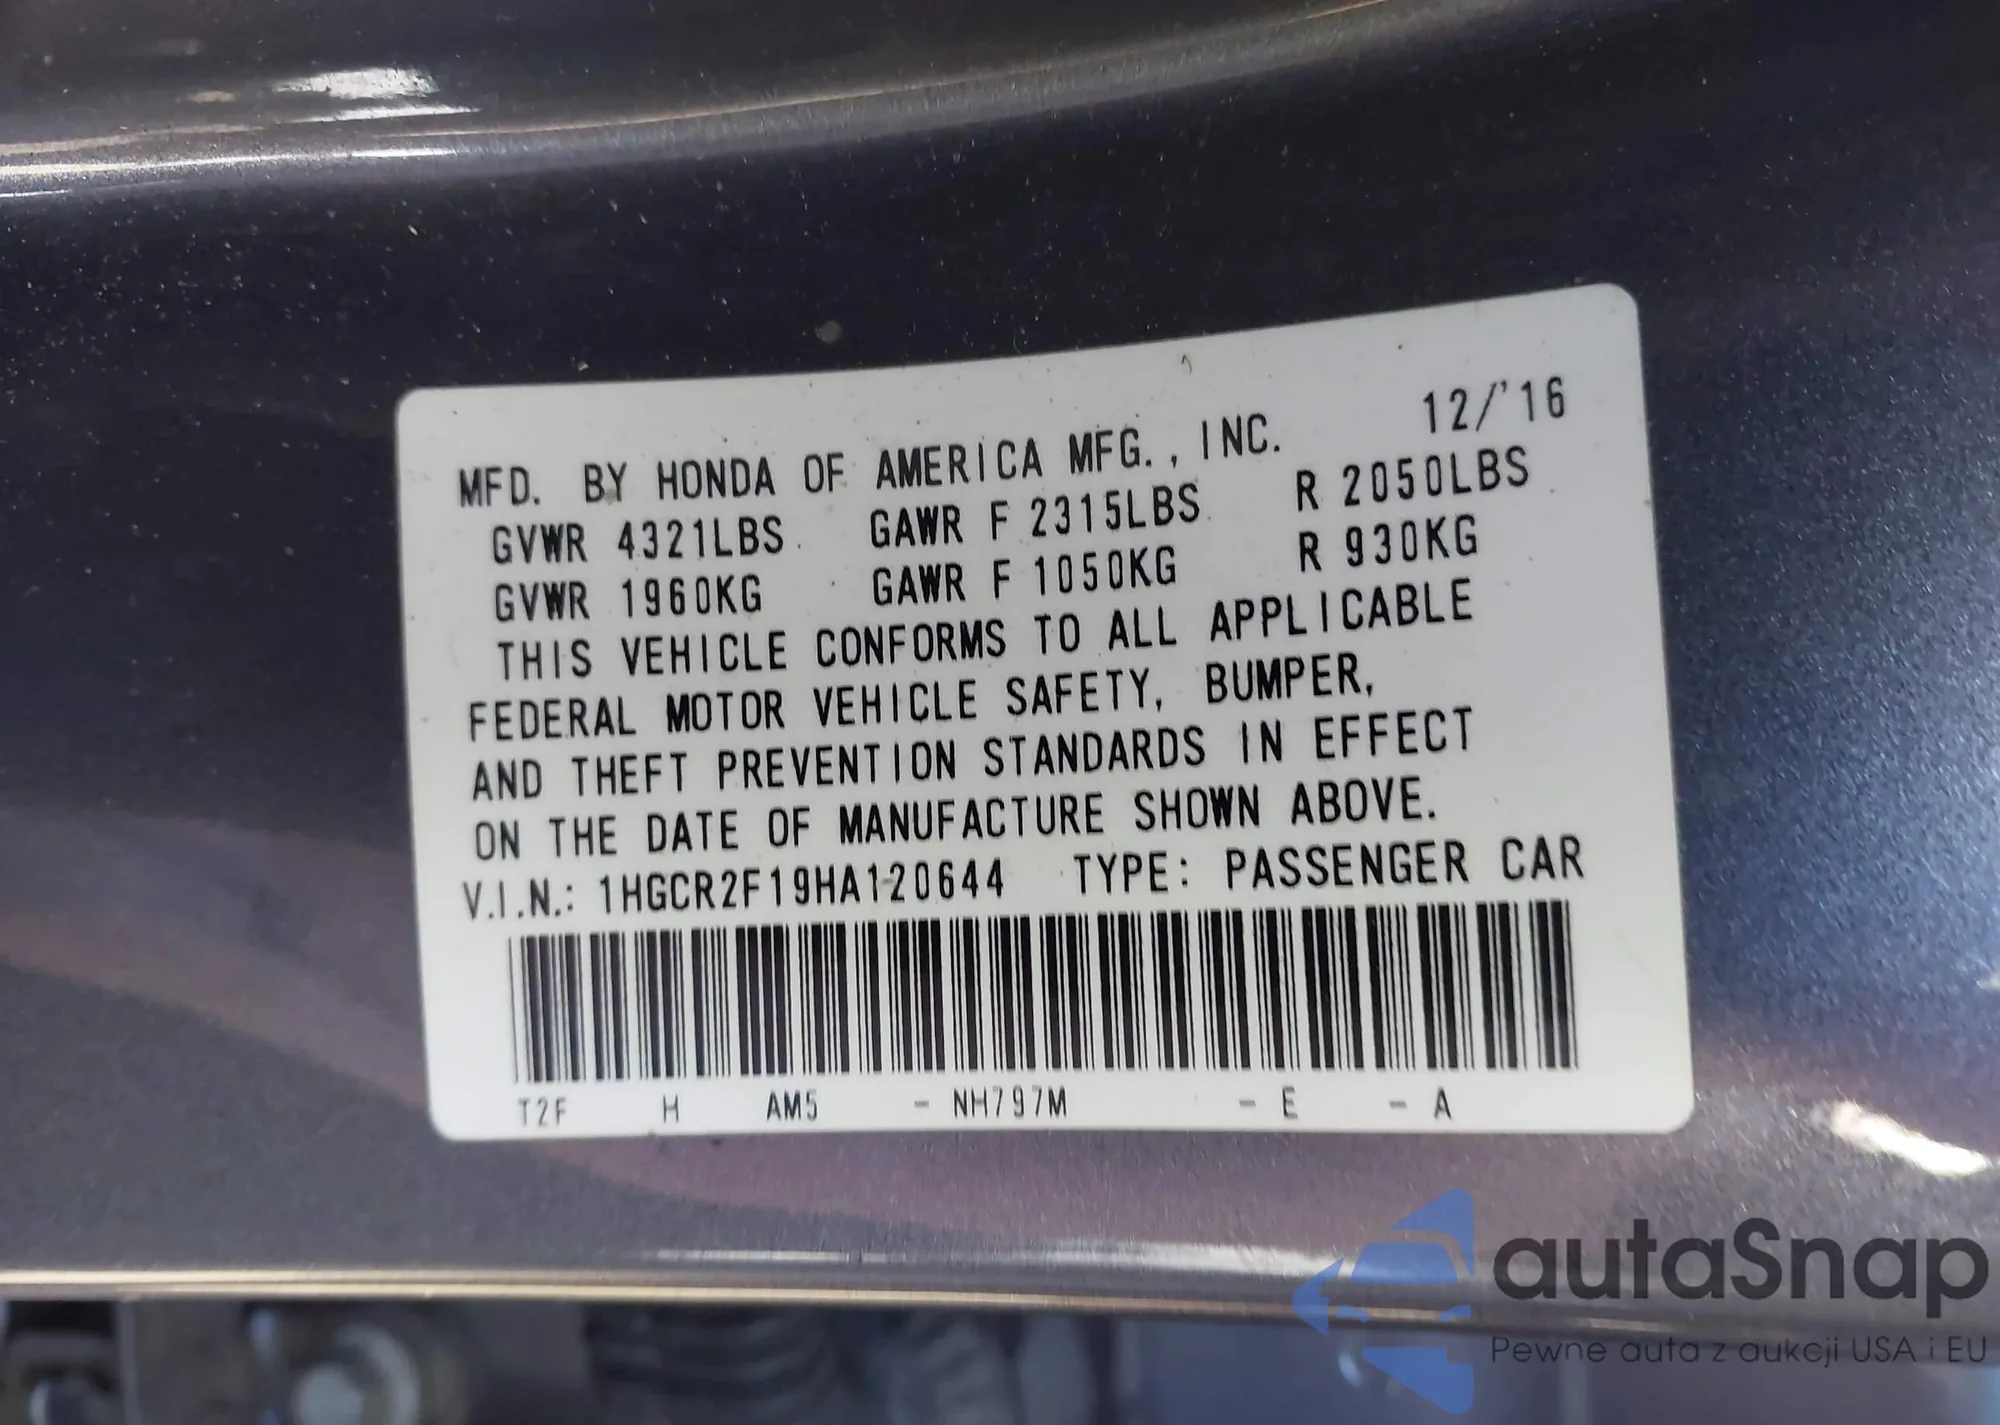 12/'16
MFD. BY HONDA OF AMERICA MFG., INC.
GVWR 4321LBS GAWR F 2315LBS R 2050LBS
GVWR 1960KG GAWR F 1050KG R 930KG
THIS VEHICLE CONFORMS TO ALL APPLICABLE
FEDERAL MOTOR VEHICLE SAFETY, BUMPER,
AND THEFT PREVENTION STANDARDS IN EFFECT
ON THE DATE OF MANUFACTURE SHOWN ABOVE.
V.I.N.: 1HGCR2F19HA120644 TYPE: PASSENGER CAR
T2F H AM5 - NH797M - E - A
autaSnap
Pewne auta z aukcji USA i EU